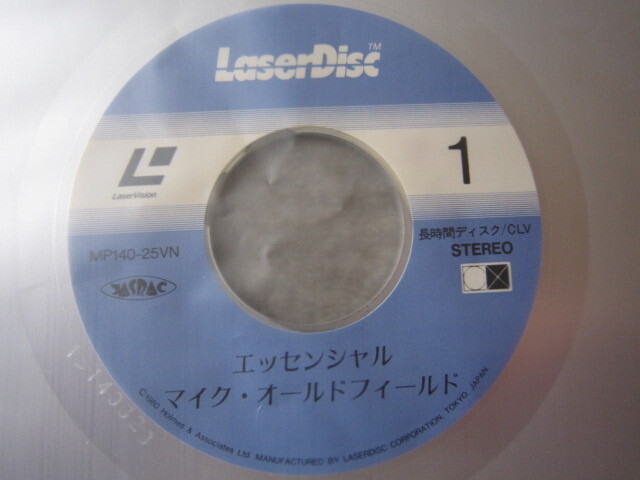 LaserDisc™
LaserVision
1
MP140-25VN
長時間ディスク/CLV
STEREO
JASRAC
エッセンシャル
マイク・オールドフィールド
©1980 Holmes & Associates Ltd. MANUFACTURED BY LASERDISC CORPORATION, TOKYO, JAPAN